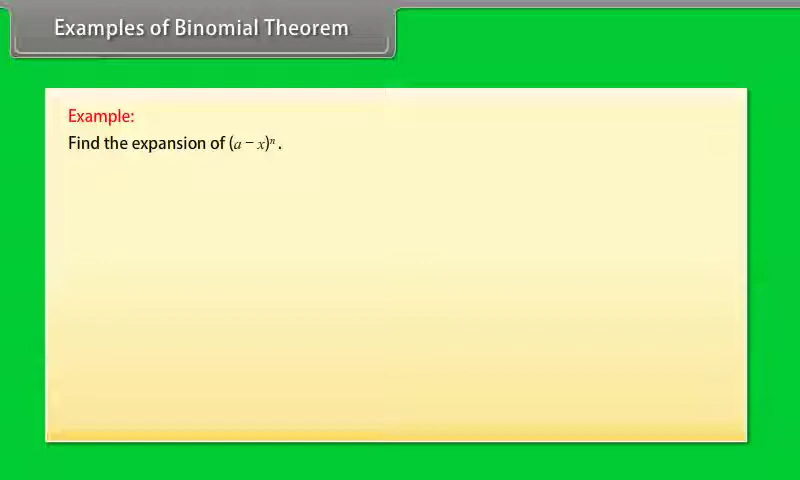 Examples of Binomial Theorem
Example:
Find the expansion of (a − x)ⁿ.